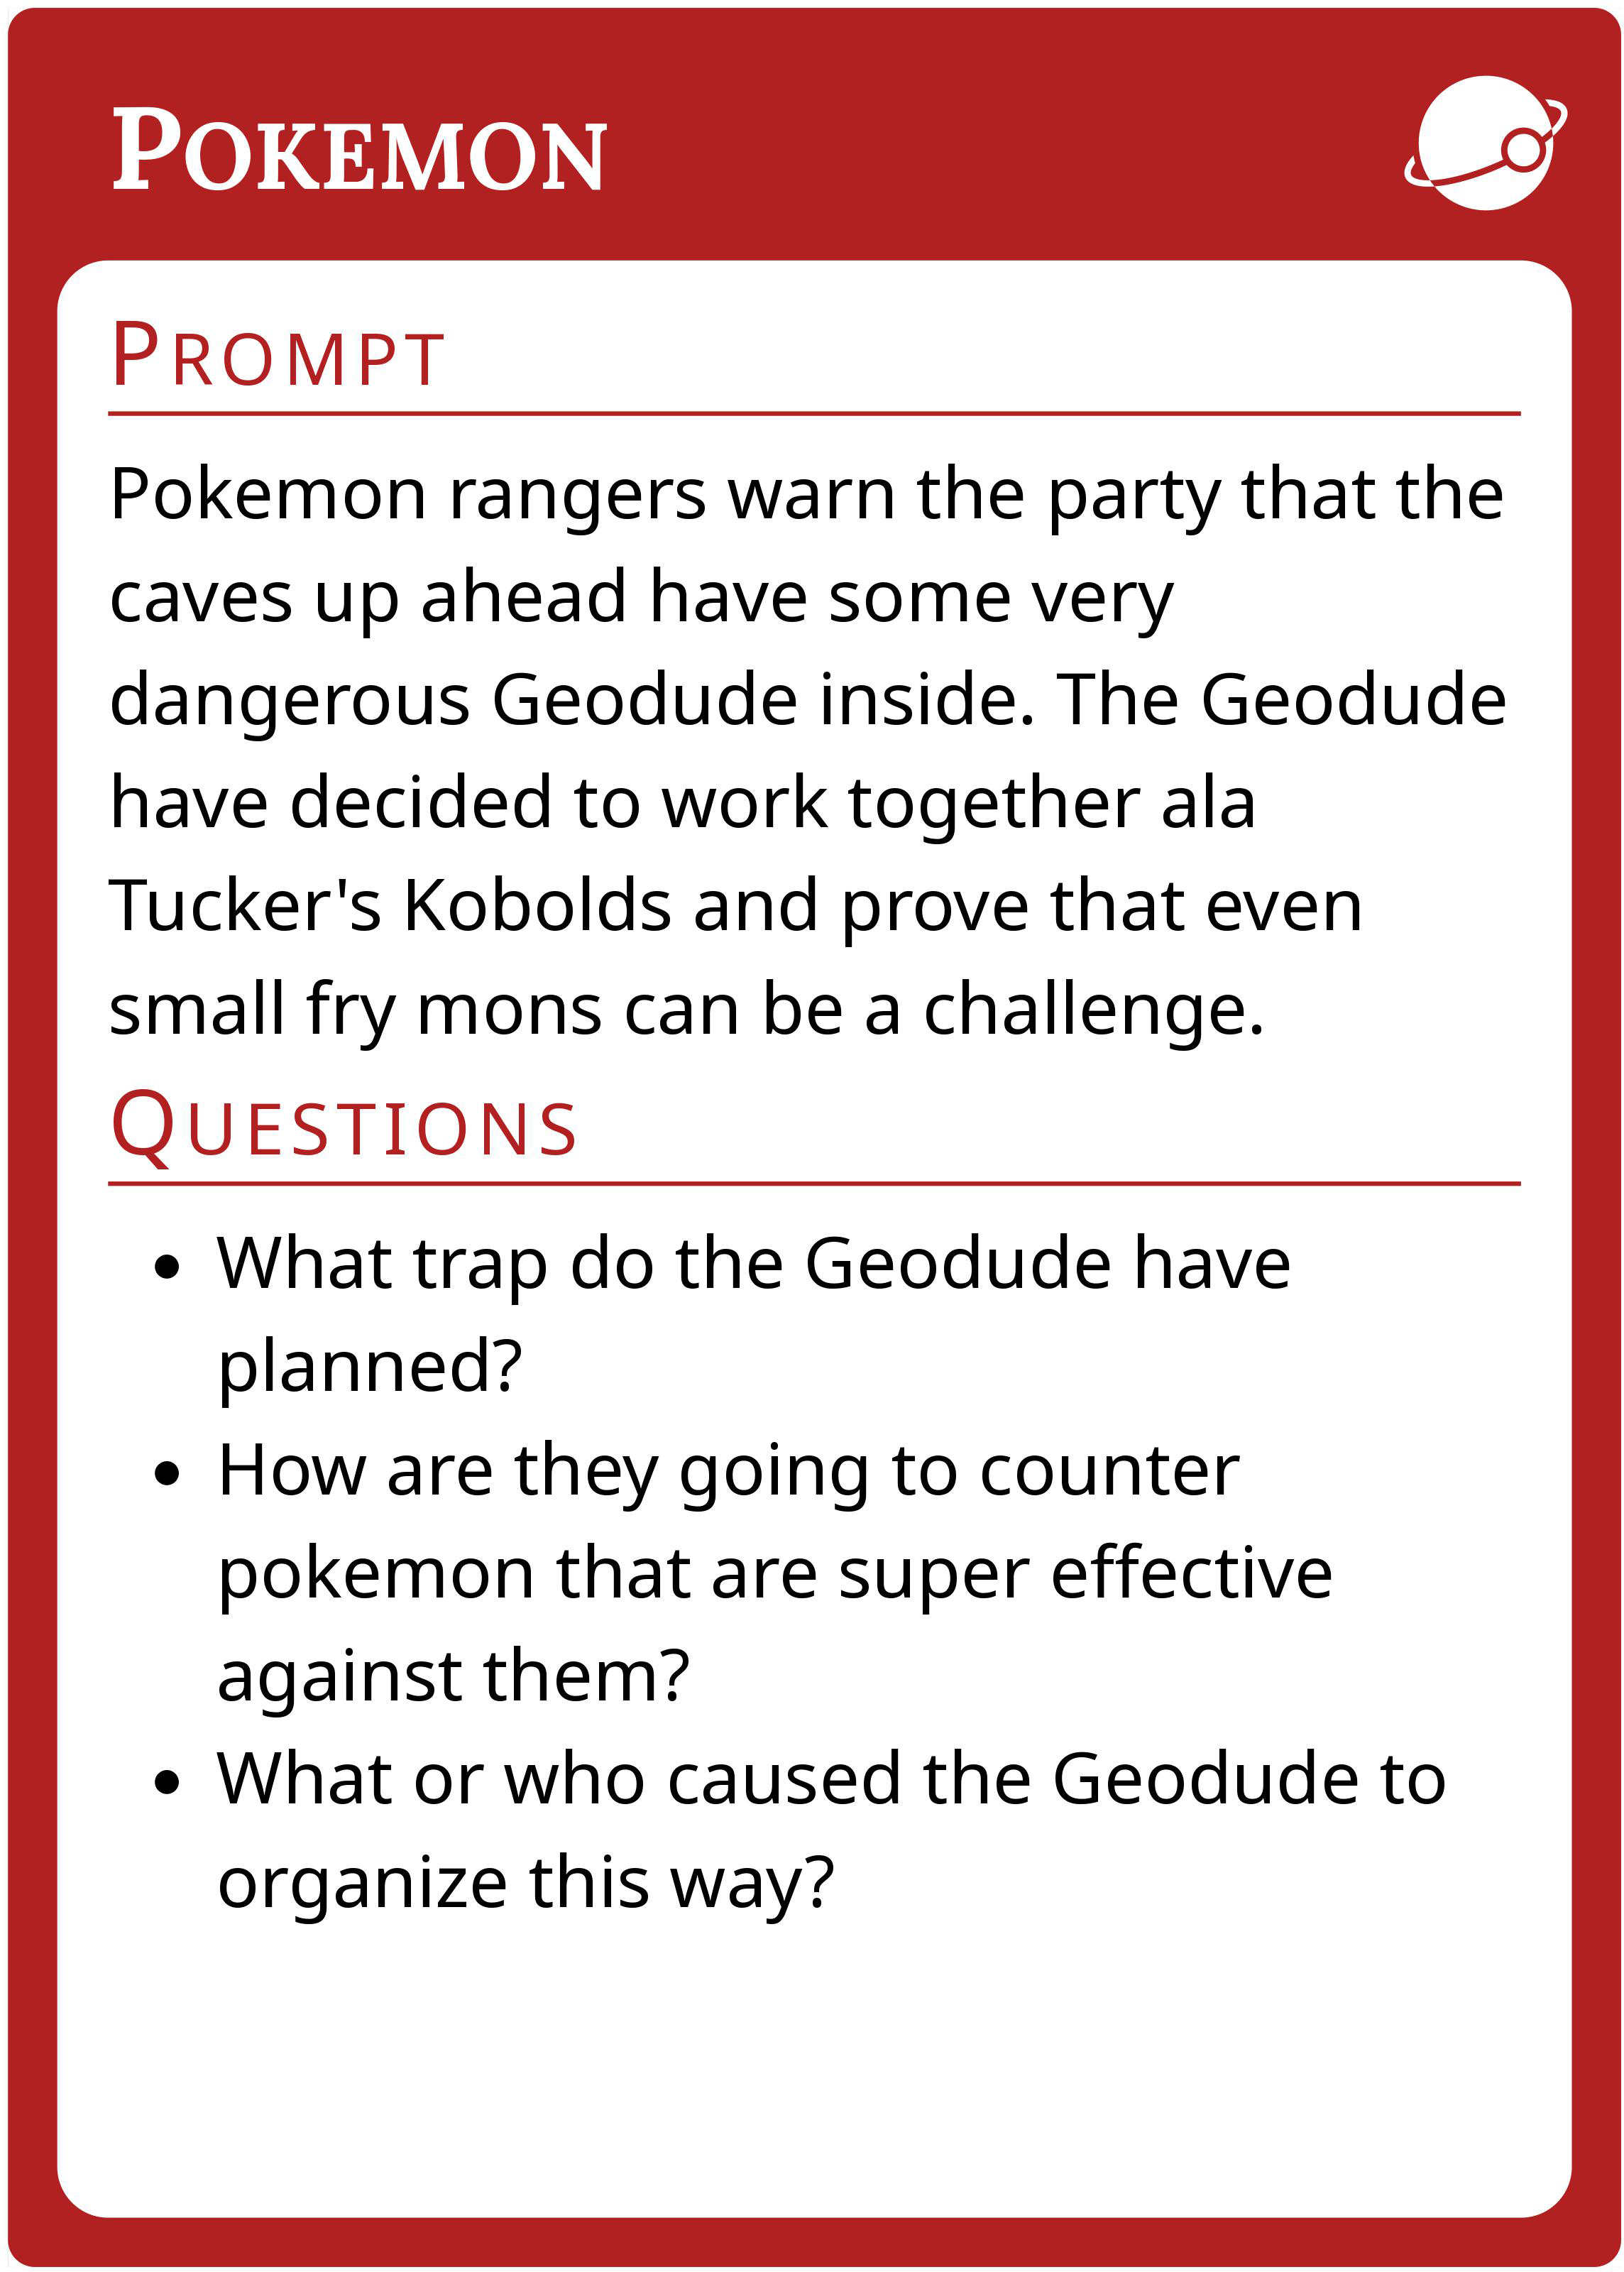 Pokemon
Prompt
Pokemon rangers warn the party that the
caves up ahead have some very
dangerous Geodude inside. The Geodude
have decided to work together ala
Tucker's Kobolds and prove that even
small fry mons can be a challenge.
Questions
• What trap do the Geodude have
planned?
• How are they going to counter
pokemon that are super effective
against them?
• What or who caused the Geodude to
organize this way?